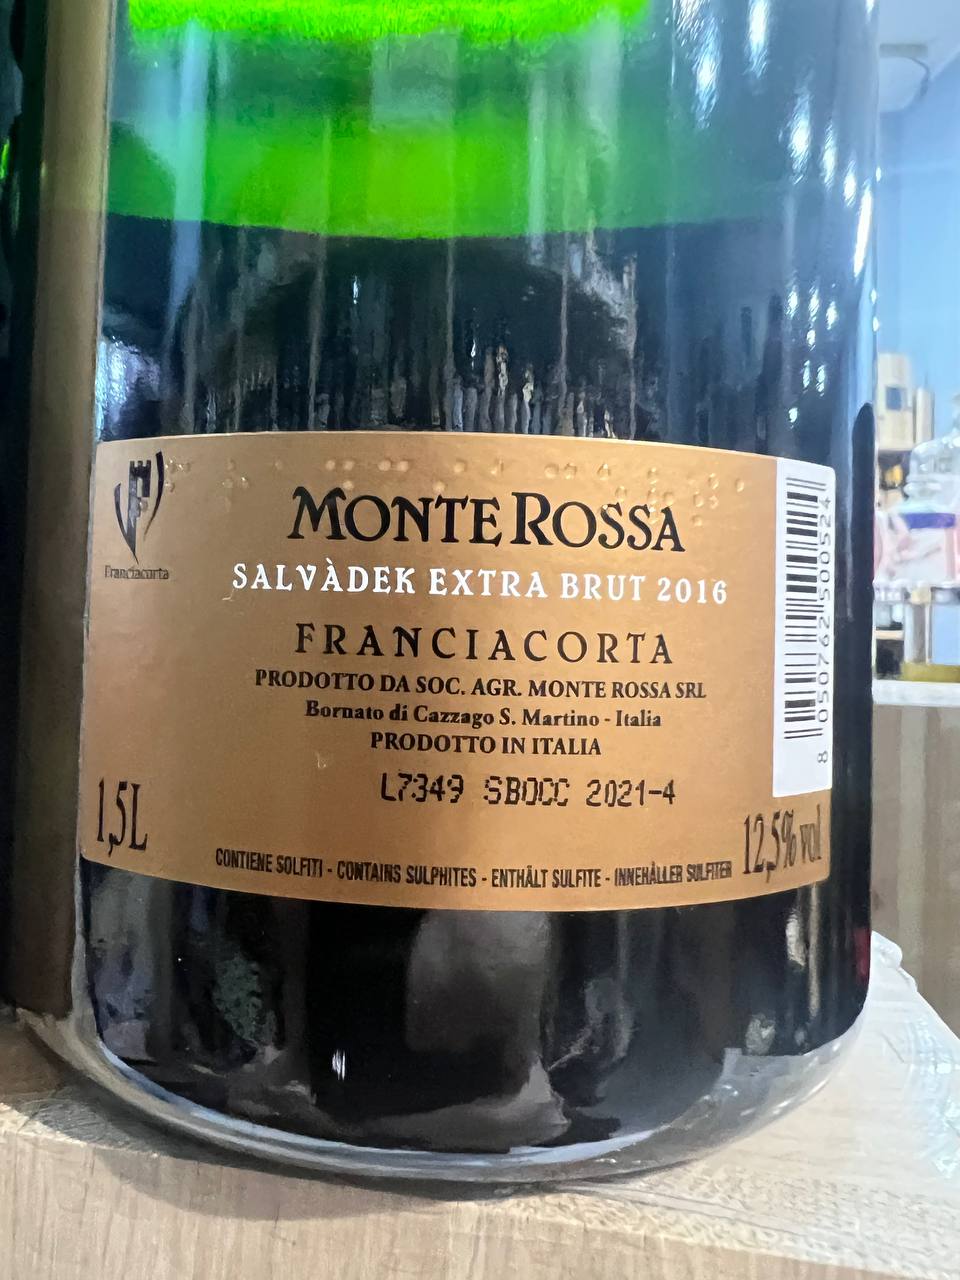 Franciacorta
MONTE ROSSA
SALVÀDEK EXTRA BRUT 2016
FRANCIACORTA
PRODOTTO DA SOC. AGR. MONTE ROSSA SRL
Bornato di Cazzago S. Martino - Italia
PRODOTTO IN ITALIA
L7349 SBOCC 2021-4
1,5L
12,5% vol
CONTIENE SOLFITI - CONTAINS SULPHITES - ENTHÄLT SULFITE - INNEHÅLLER SULFITER
8 050762 500524